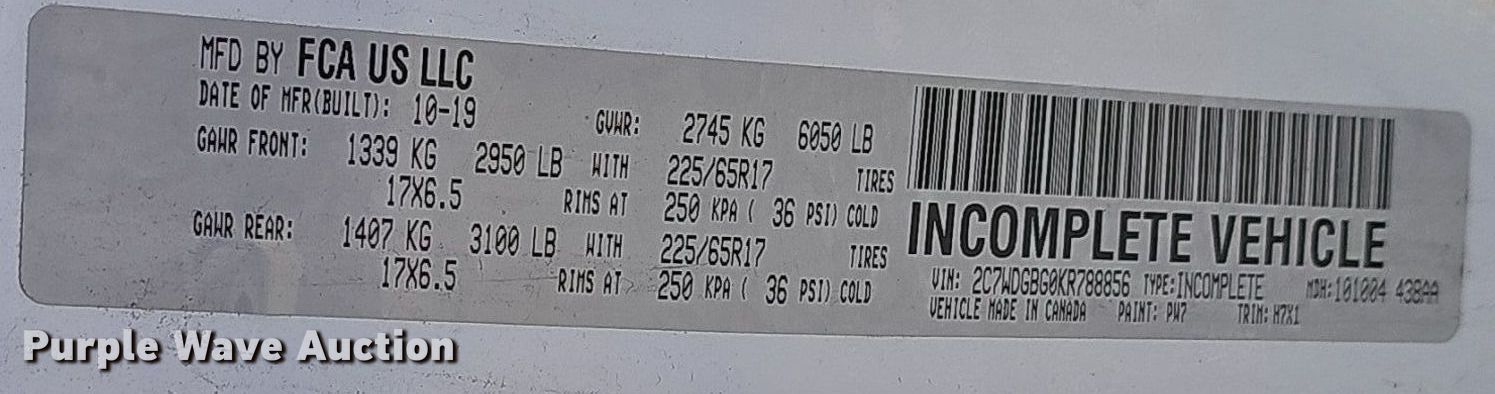 MFD BY FCA US LLC
DATE OF MFR(BUILT): 10-19 GVWR: 2745 KG 6050 LB
GAWR FRONT: 1339 KG 2950 LB WITH 225/65R17 TIRES
17X6.5 RIMS AT 250 KPA ( 36 PSI) COLD
GAWR REAR: 1407 KG 3100 LB WITH 225/65R17 TIRES
17X6.5 RIMS AT 250 KPA ( 36 PSI) COLD
INCOMPLETE VEHICLE
VIN: 2C7WDGBG0KR788856 TYPE:INCOMPLETE MDH:101004 438AA
VEHICLE MADE IN CANADA PAINT: PW7 TRIM: H7X1
Purple Wave Auction